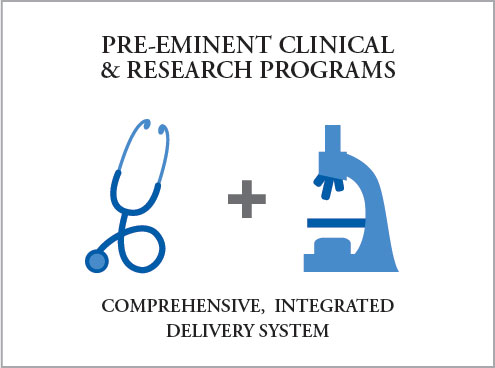 PRE-EMINENT CLINICAL
& RESEARCH PROGRAMS
COMPREHENSIVE, INTEGRATED
DELIVERY SYSTEM